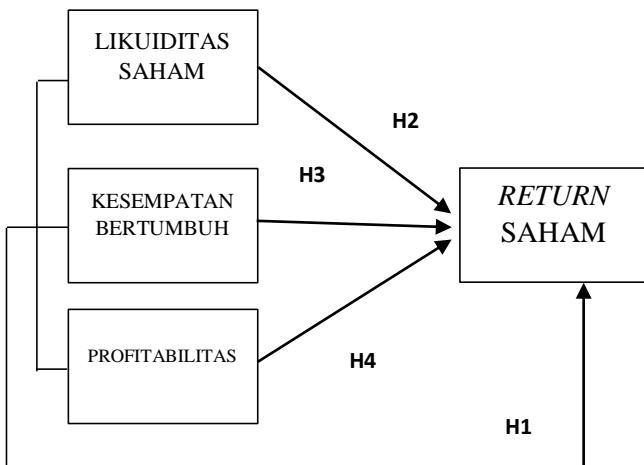 LIKUIDITAS
SAHAM
H2
H3
KESEMPATAN
BERTUMBUH
RETURN
SAHAM
PROFITABILITAS
H4
H1